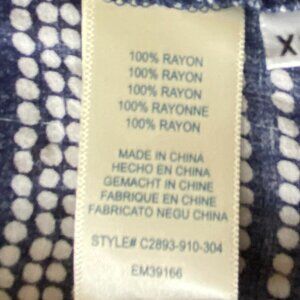 100% RAYON
100% RAYON
100% RAYON
100% RAYONNE
100% RAYON
MADE IN CHINA
HECHO EN CHINA
GEMACHT IN CHINE
FABRIQUE EN CHINE
FABRICATO NEGU CHINA
STYLE# C2893-910-304
EM39166
X